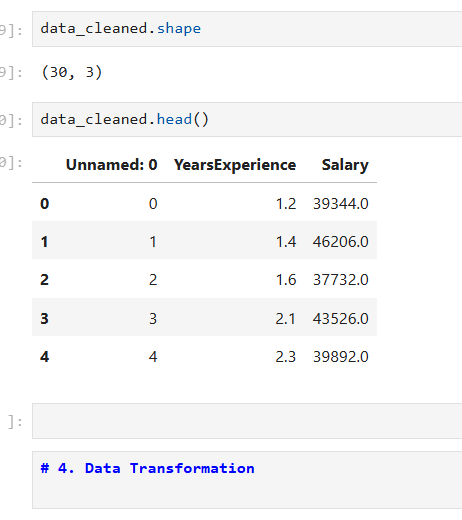 9]: data_cleaned.shape
9]: (30, 3)
0]: data_cleaned.head()
0]: Unnamed: 0 YearsExperience Salary
0 0 1.2 39344.0
1 1 1.4 46206.0
2 2 1.6 37732.0
3 3 2.1 43526.0
4 4 2.3 39892.0
]:
# 4. Data Transformation